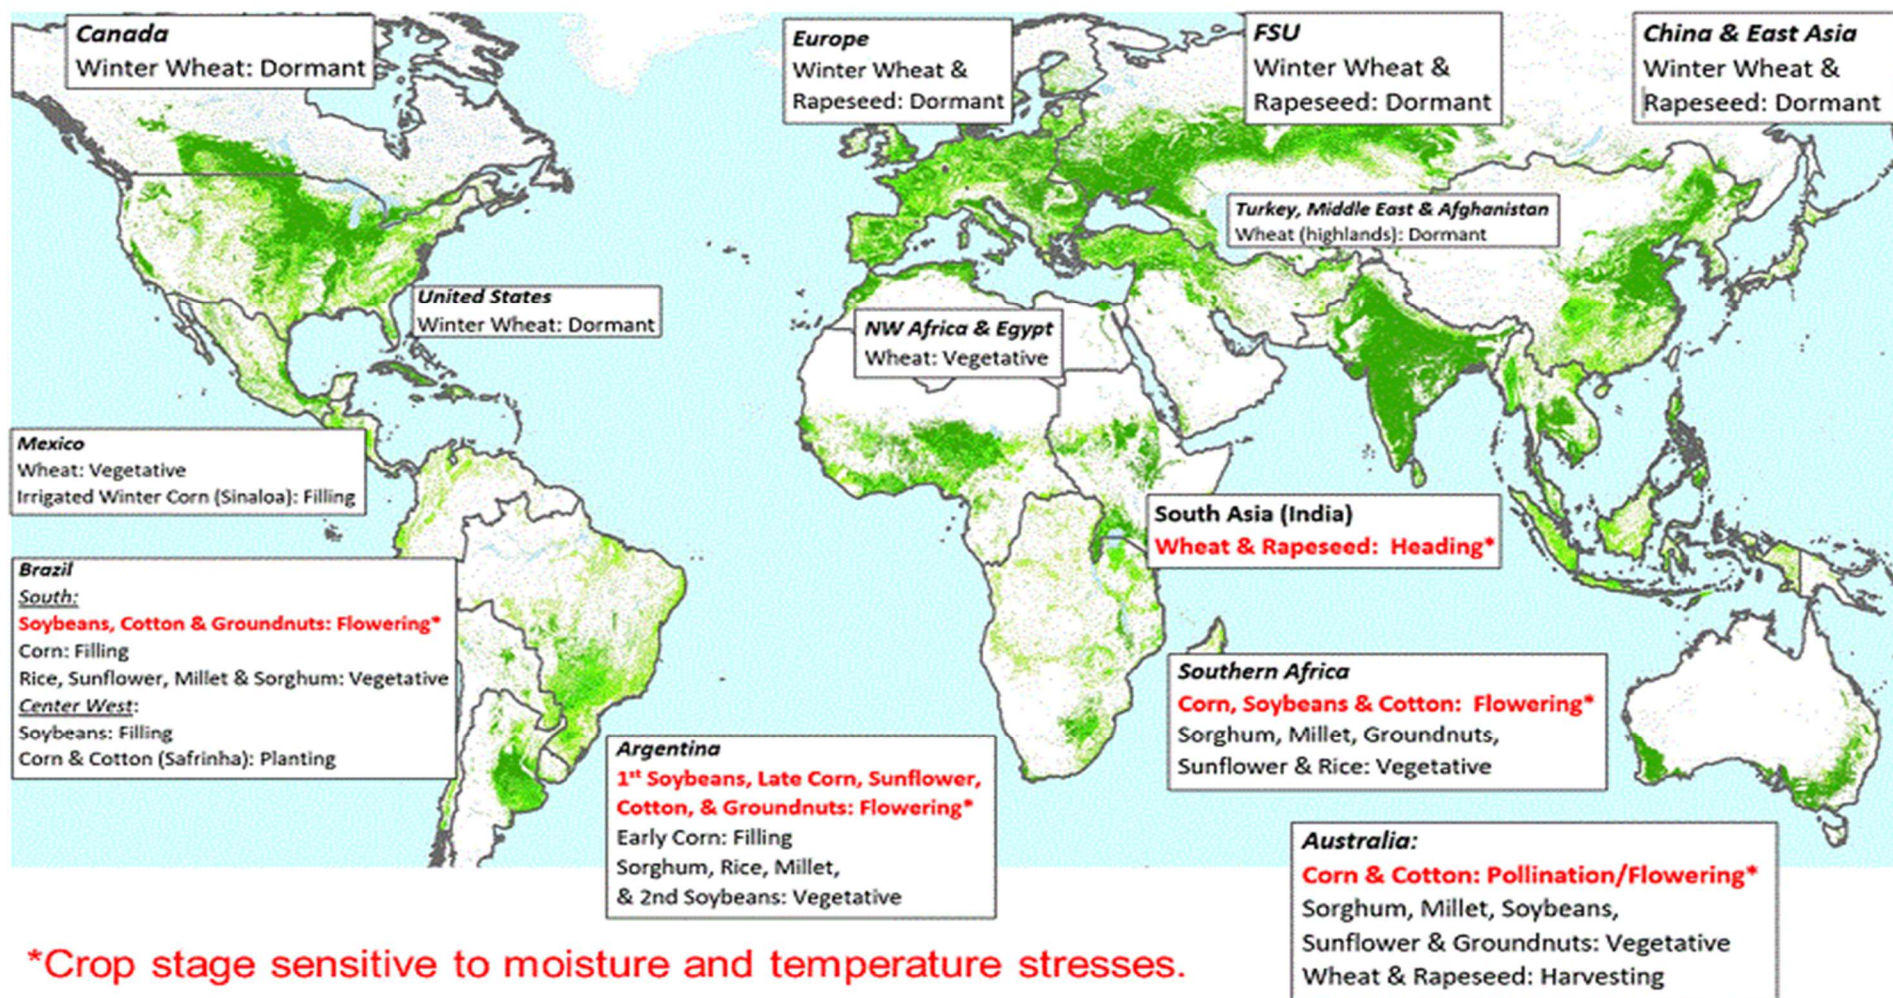 Canada
Winter Wheat: Dormant
Europe
Winter Wheat &
Rapeseed: Dormant
FSU
Winter Wheat &
Rapeseed: Dormant
China & East Asia
Winter Wheat &
Rapeseed: Dormant
Turkey, Middle East & Afghanistan
Wheat (highlands): Dormant
United States
Winter Wheat: Dormant
NW Africa & Egypt
Wheat: Vegetative
Mexico
Wheat: Vegetative
Irrigated Winter Corn (Sinaloa): Filling
South Asia (India)
Wheat & Rapeseed: Heading*
Brazil
South:
Soybeans, Cotton & Groundnuts: Flowering*
Corn: Filling
Rice, Sunflower, Millet & Sorghum: Vegetative
Center West:
Soybeans: Filling
Corn & Cotton (Safrinha): Planting
Southern Africa
Corn, Soybeans & Cotton: Flowering*
Sorghum, Millet, Groundnuts,
Sunflower & Rice: Vegetative
Argentina
1st Soybeans, Late Corn, Sunflower,
Cotton, & Groundnuts: Flowering*
Early Corn: Filling
Sorghum, Rice, Millet,
& 2nd Soybeans: Vegetative
Australia:
Corn & Cotton: Pollination/Flowering*
Sorghum, Millet, Soybeans,
Sunflower & Groundnuts: Vegetative
Wheat & Rapeseed: Harvesting
*Crop stage sensitive to moisture and temperature stresses.